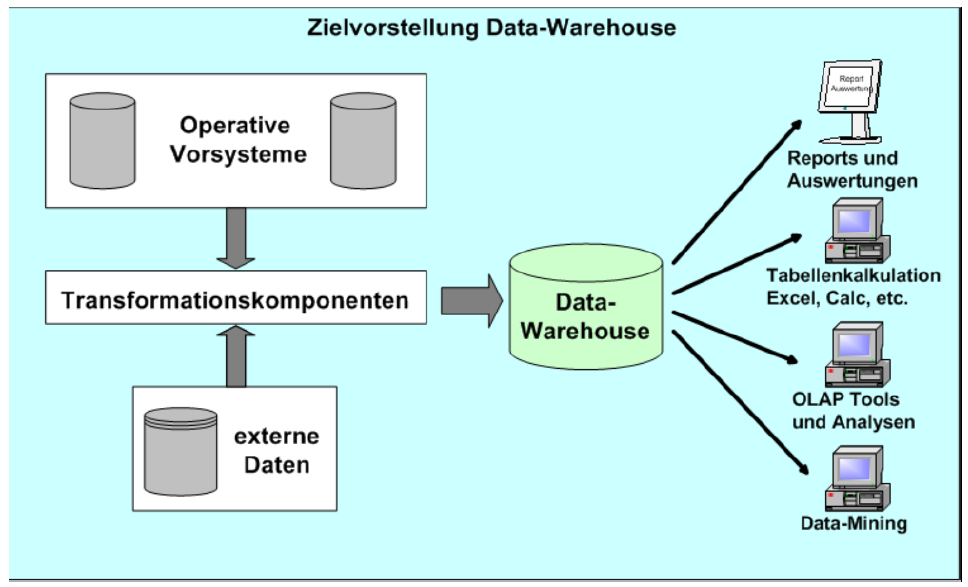 Zielvorstellung Data-Warehouse
Operative
Vorsysteme
Transformationskomponenten
externe
Daten
Data-
Warehouse
Report
Auswertung
Reports und
Auswertungen
Tabellenkalkulation
Excel, Calc, etc.
OLAP Tools
und Analysen
Data-Mining